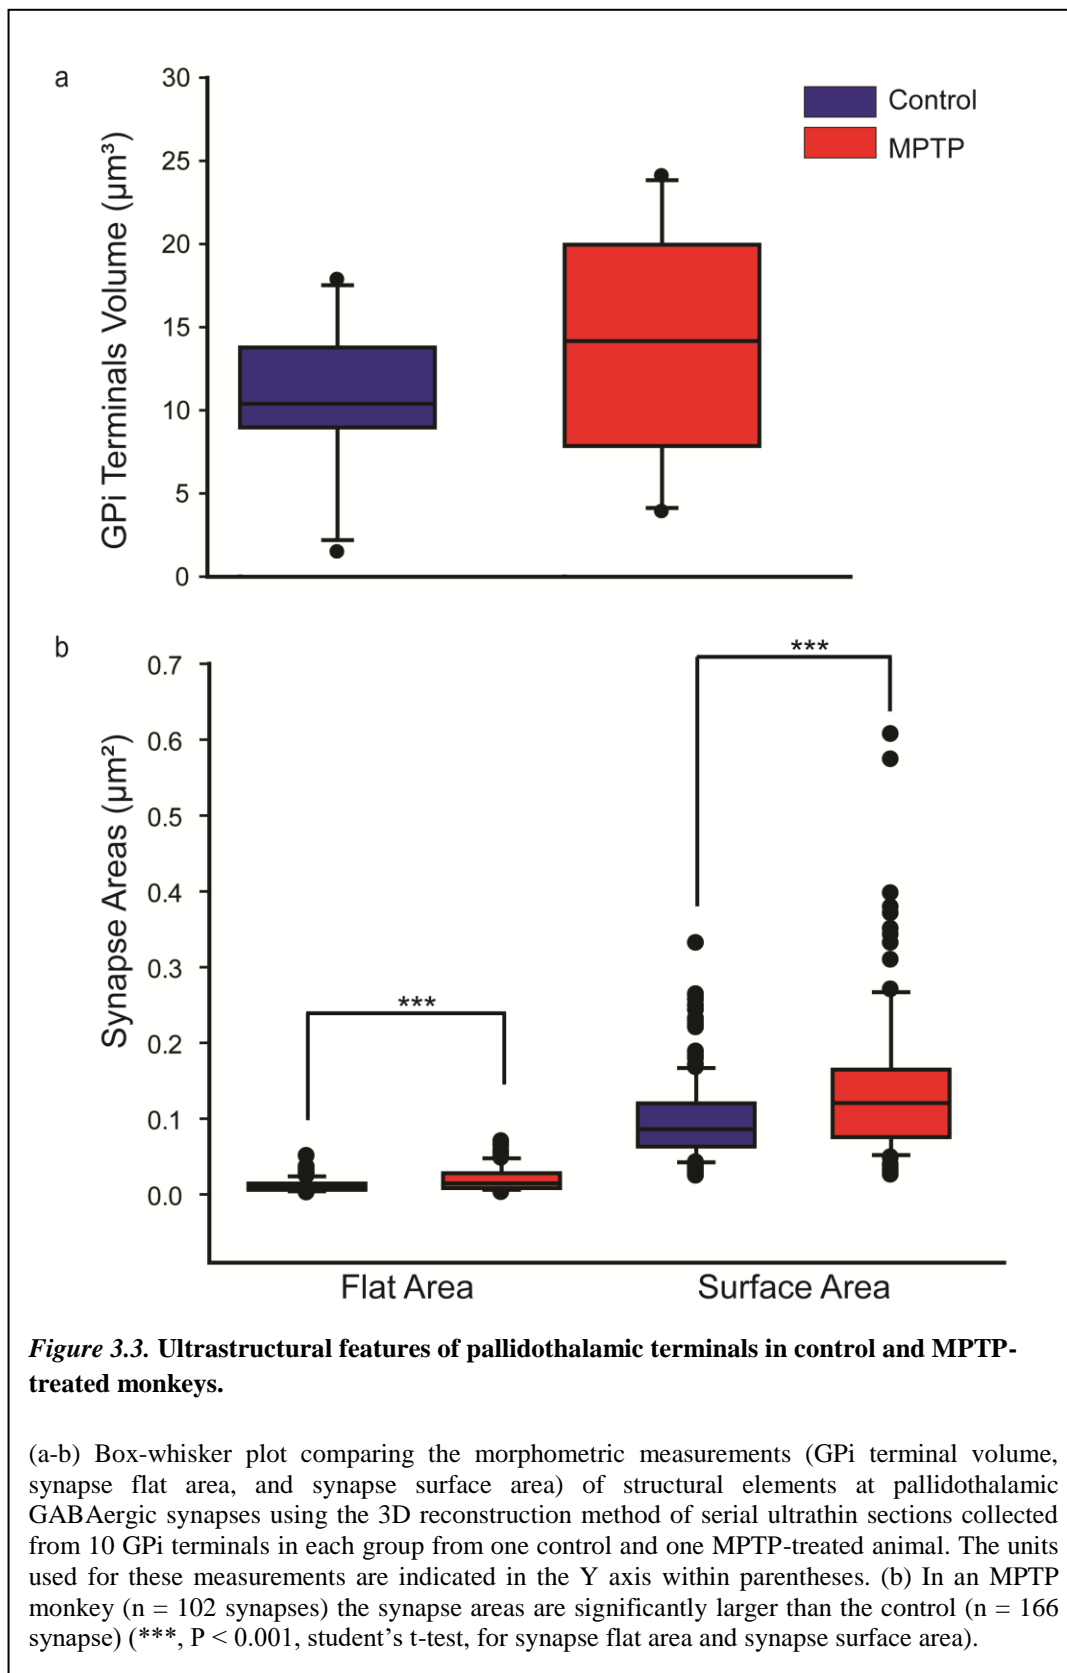 a
30
25
20
15
10
5
0
GPi Terminals Volume (µm³)
Control
MPTP
b
0.7
0.6
0.5
0.4
0.3
0.2
0.1
0.0
Synapse Areas (µm²)
***
***
Flat Area
Surface Area
Figure 3.3. Ultrastructural features of pallidothalamic terminals in control and MPTP-
treated monkeys.
(a-b) Box-whisker plot comparing the morphometric measurements (GPi terminal volume,
synapse flat area, and synapse surface area) of structural elements at pallidothalamic
GABAergic synapses using the 3D reconstruction method of serial ultrathin sections collected
from 10 GPi terminals in each group from one control and one MPTP-treated animal. The units
used for these measurements are indicated in the Y axis within parentheses. (b) In an MPTP
monkey (n = 102 synapses) the synapse areas are significantly larger than the control (n = 166
synapse) (***, P < 0.001, student’s t-test, for synapse flat area and synapse surface area).